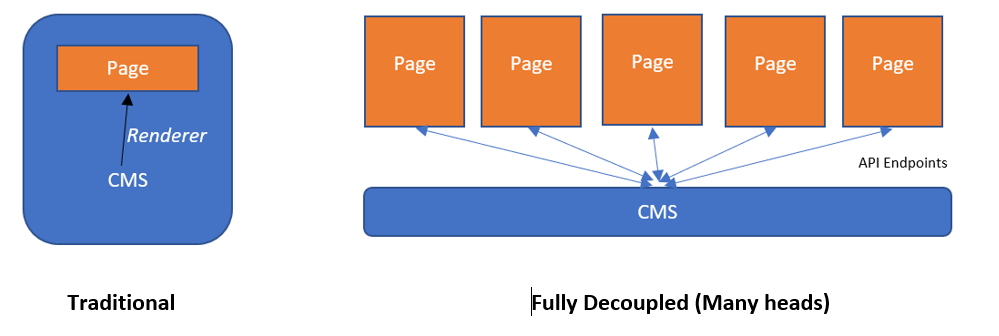 Page
Renderer
CMS
Traditional
Page Page Page Page Page
API Endpoints
CMS
Fully Decoupled (Many heads)